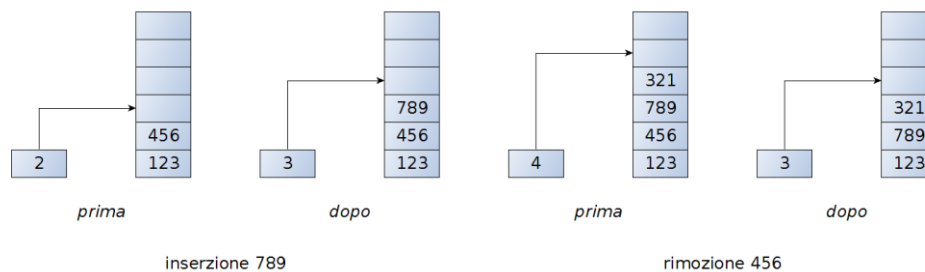 321
789 789 321
456 456 456 789
2 123 3 123 4 123 3 123
prima dopo prima dopo
inserzione 789 rimozione 456